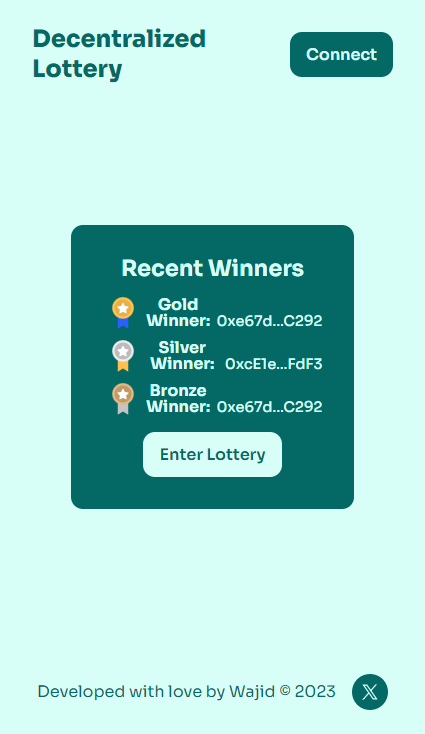 Decentralized
Lottery
Connect
Recent Winners
Gold
Winner: 0xe67d...C292
Silver
Winner: 0xcE1e...FdF3
Bronze
Winner: 0xe67d...C292
Enter Lottery
Developed with love by Wajid © 2023